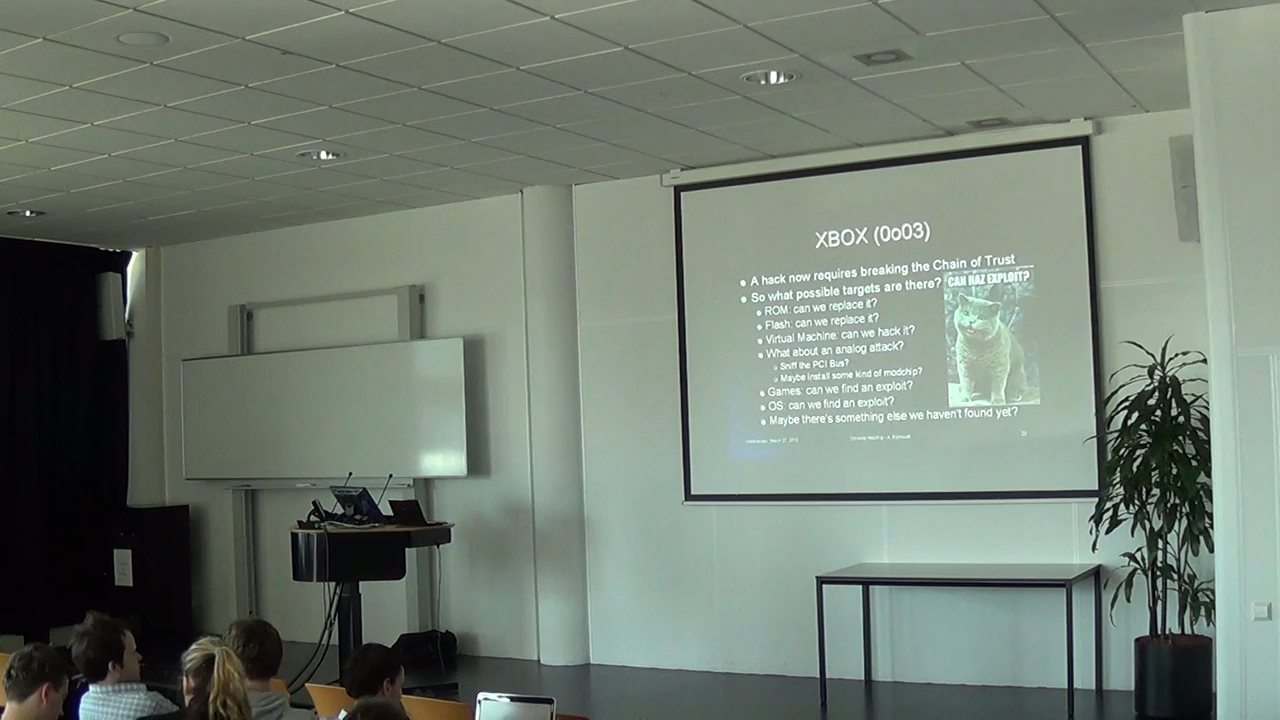 XBOX (0o03)
A hack now requires breaking the Chain of Trust
So what possible targets are there?
CAN HAZ EXPLOIT?
ROM: can we replace it?
Flash: can we replace it?
Virtual Machine: can we hack it?
What about an analog attack?
Sniff the PCI Bus?
Maybe install some kind of modchip?
Games: can we find an exploit?
OS: can we find an exploit?
Maybe there's something else we haven't found yet?